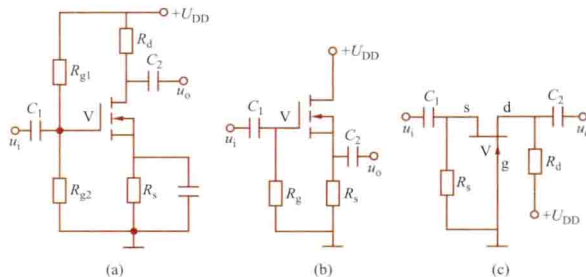 +U_DD
R_d
C_2
u_o
R_g1
C_1
V
u_i
R_g2
R_s
(a)
+U_DD
C_1
V
u_i
C_2
u_o
R_g
R_s
(b)
C_1
s
d
C_2
u_i
V
g
R_s
R_d
+U_DD
(c)